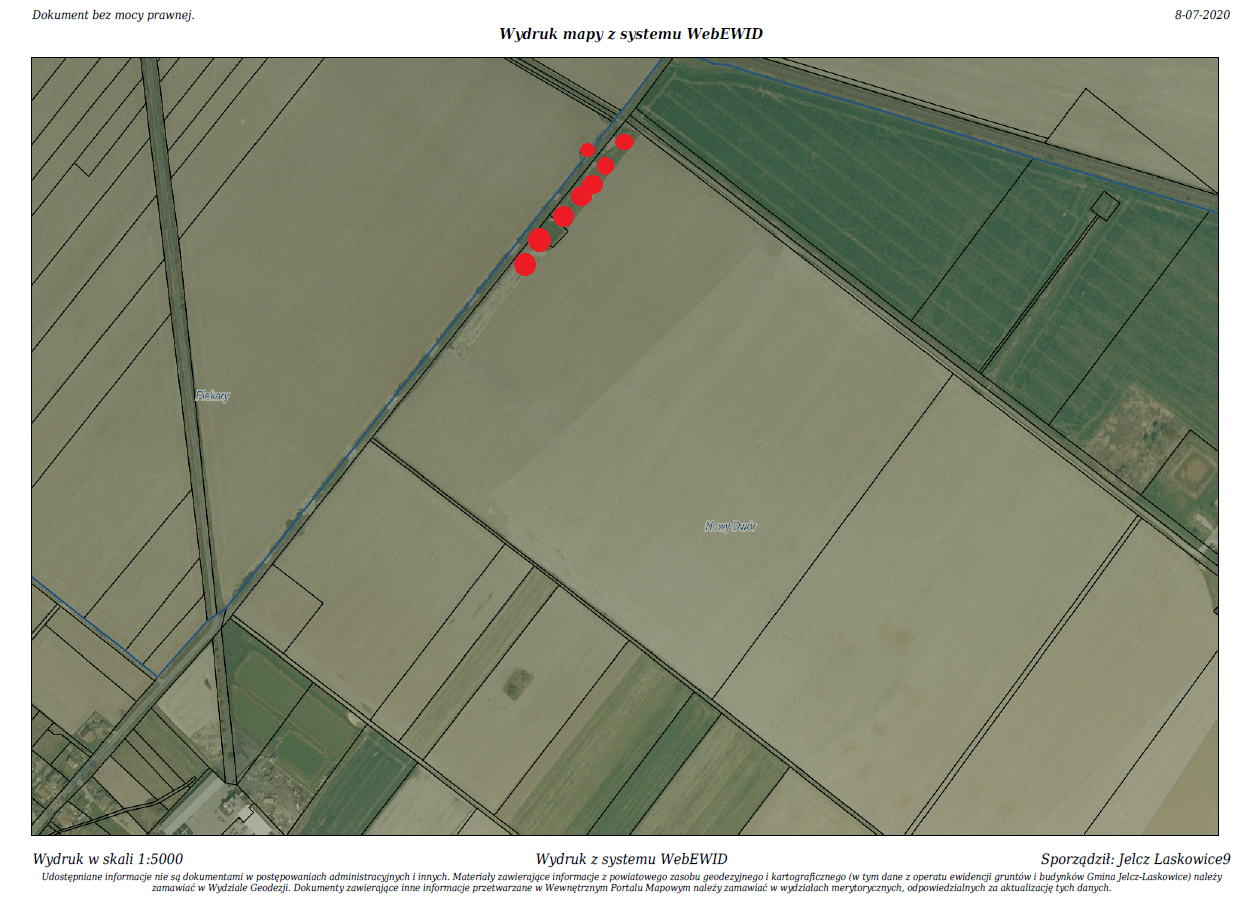 Dokument bez mocy prawnej.
8-07-2020
Wydruk mapy z systemu WebEWID
Piekary
Nowy Dwór
Wydruk w skali 1:5000
Wydruk z systemu WebEWID
Sporządził: Jelcz Laskowice9
Udostępniane informacje nie są dokumentami w postępowaniach administracyjnych i innych. Materiały zawierające informacje z powiatowego zasobu geodezyjnego i kartograficznego (w tym dane z operatu ewidencji gruntów i budynków Gmina Jelcz-Laskowice) należy
zamawiać w Wydziale Geodezji. Dokumenty zawierające inne informacje przetwarzane w Wewnętrznym Portalu Mapowym należy zamawiać w wydziałach merytorycznych, odpowiedzialnych za aktualizację tych danych.